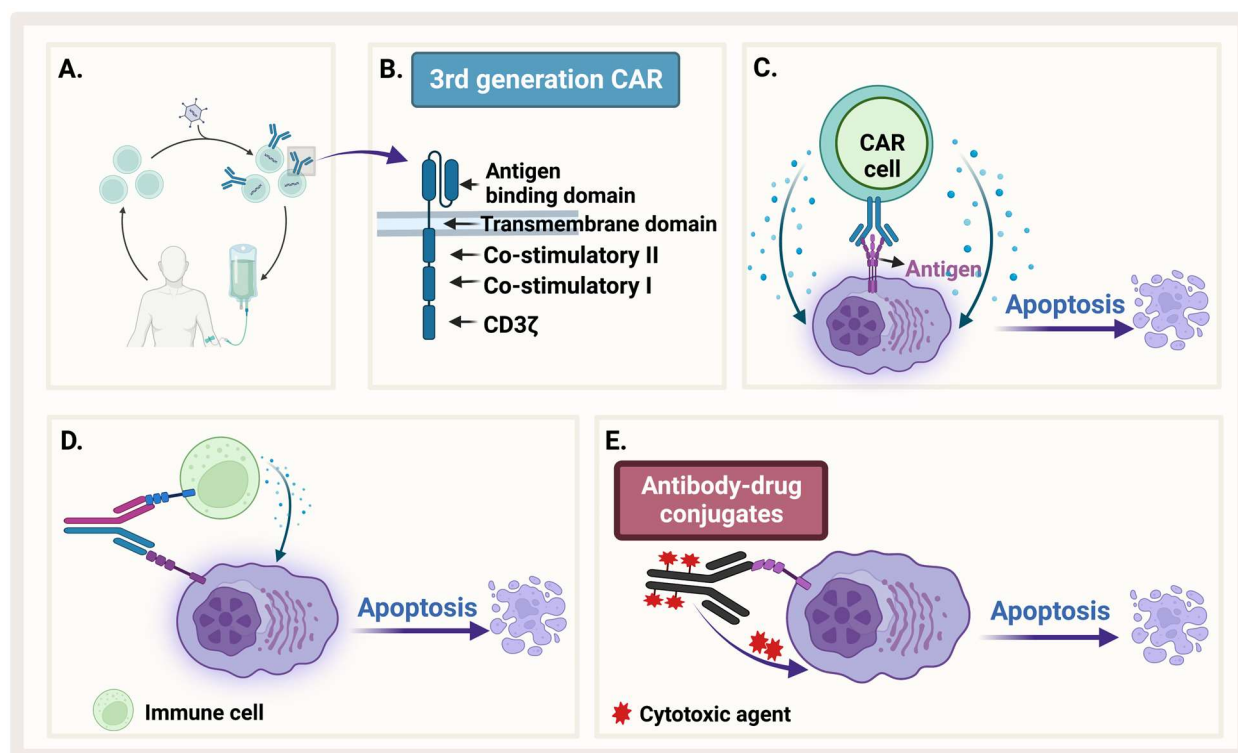 A.
B.
3rd generation CAR
Antigen
binding domain
Transmembrane domain
Co-stimulatory II
Co-stimulatory I
CD3ζ
C.
CAR
cell
Antigen
Apoptosis
D.
Apoptosis
Immune cell
E.
Antibody-drug
conjugates
Apoptosis
Cytotoxic agent